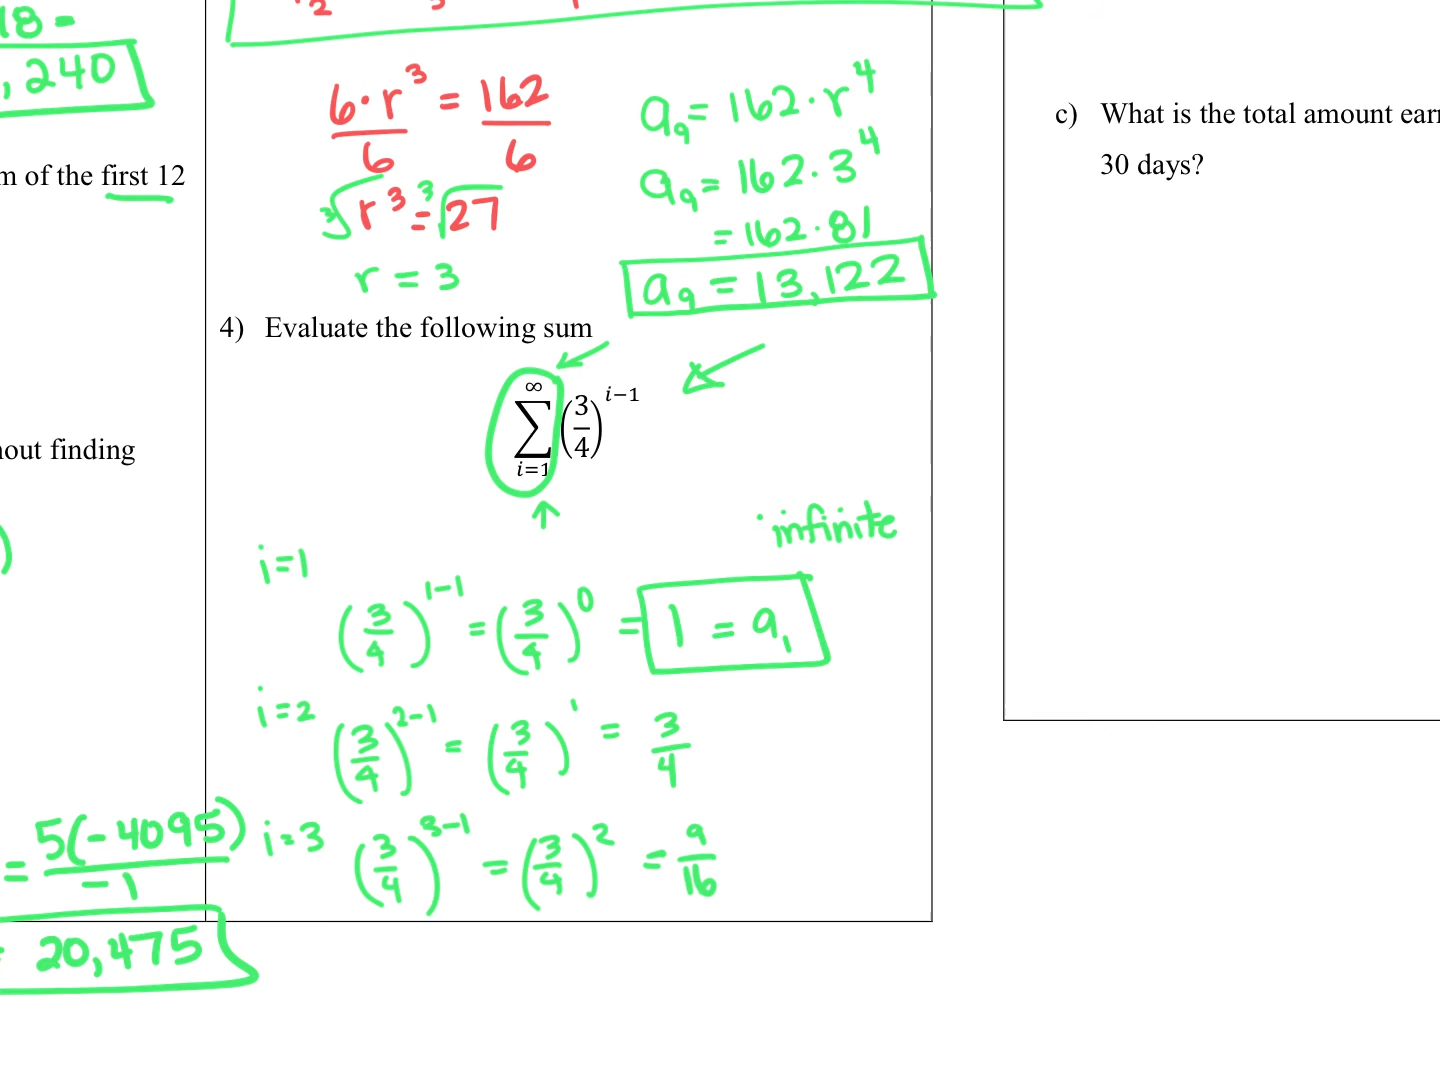 18 -
, 240
m of the first 12
out finding
)
= 5(-4095) / -1
= 20,475
6 · r³ = 162
6 6
∛r³ = ∛27
r = 3
a₉ = 162 · r⁴
a₉ = 162 · 3⁴
= 162 · 81
a₉ = 13,122
4) Evaluate the following sum
∞
∑ (3/4)^(i−1)
i=1
· infinite
i=1
(3/4)^(1-1) = (3/4)^0 = 1 = a₁
i=2
(3/4)^(2-1) = (3/4)^1 = 3/4
i=3 (3/4)^(3-1) = (3/4)^2 = 9/16
c) What is the total amount ear
30 days?